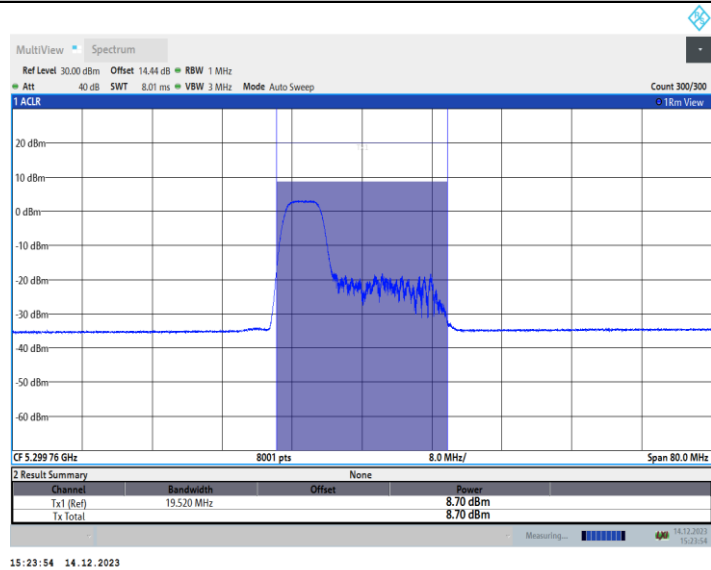 R S
MultiView Spectrum
Ref Level 30.00 dBm Offset 14.44 dB RBW 1 MHz
Att 40 dB SWT 8.01 ms VBW 3 MHz Mode Auto Sweep Count 300/300
1 ACLR 1Rm View
20 dBm
10 dBm
0 dBm
-10 dBm
-20 dBm
-30 dBm
-40 dBm
-50 dBm
-60 dBm
CF 5.299 76 GHz 8001 pts 8.0 MHz/ Span 80.0 MHz
2 Result Summary None
Channel Bandwidth Offset Power
Tx1 (Ref) 19.520 MHz 8.70 dBm
Tx Total 8.70 dBm
Measuring... 14.12.2023
15:23:54
15:23:54 14.12.2023